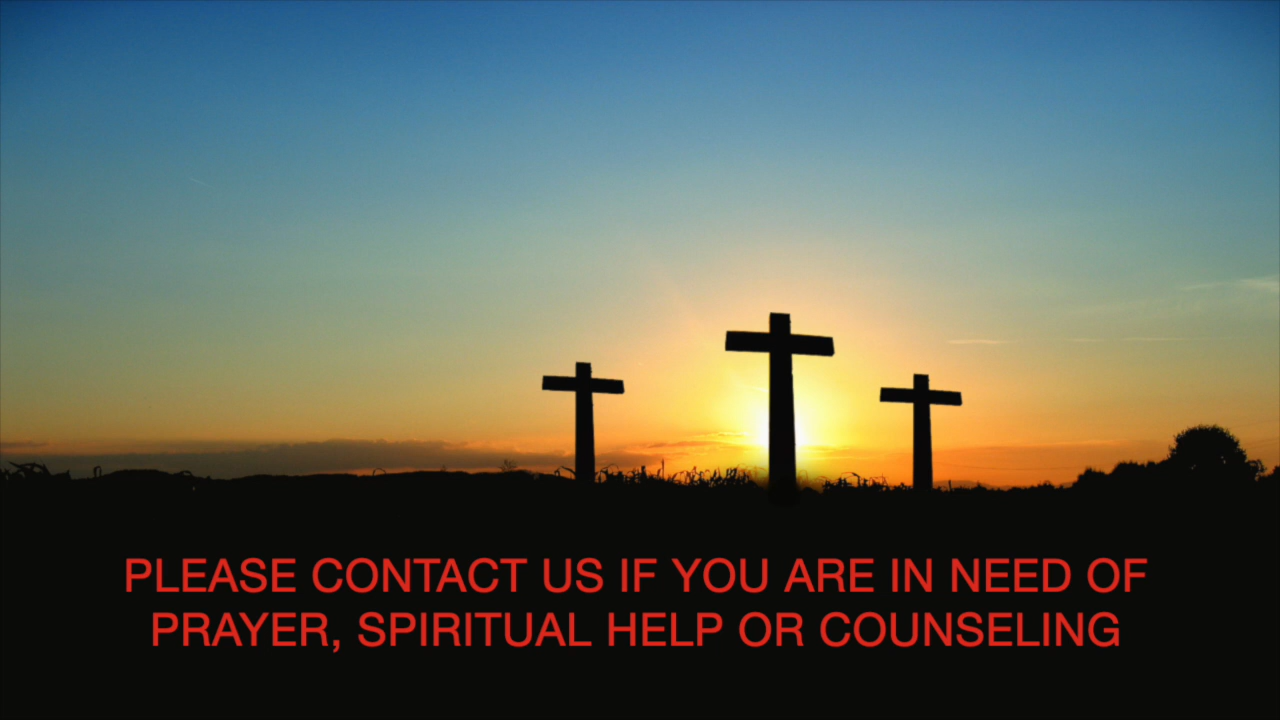 PLEASE CONTACT US IF YOU ARE IN NEED OF
PRAYER, SPIRITUAL HELP OR COUNSELING